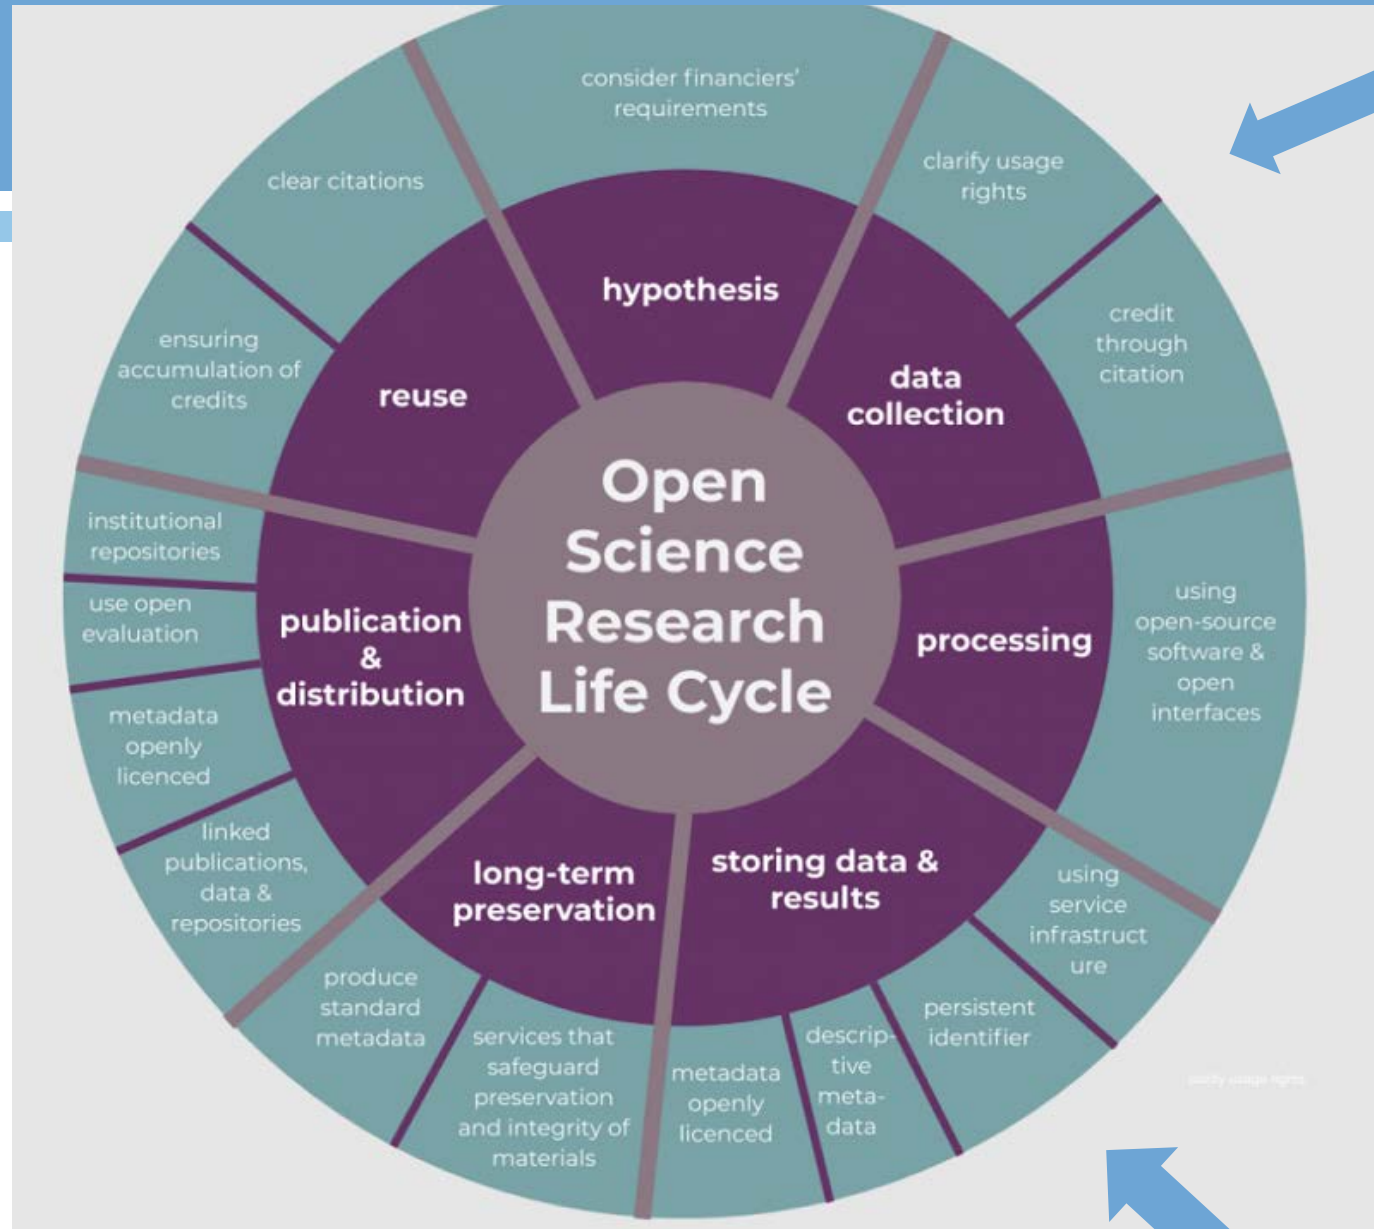 consider financiers'
requirements
clarify usage
rights
credit
through
citation
using
open-source
software &
open
interfaces
using
service
infrastruct
ure
persistent
identifier
descrip-
tive
meta-
data
metadata
openly
licenced
services that
safeguard
preservation
and integrity of
materials
produce
standard
metadata
linked
publications,
data &
repositories
metadata
openly
licenced
use open
evaluation
institutional
repositories
ensuring
accumulation of
credits
clear citations
hypothesis
data
collection
processing
storing data &
results
long-term
preservation
publication
&
distribution
reuse
Open
Science
Research
Life Cycle
clarify usage rights